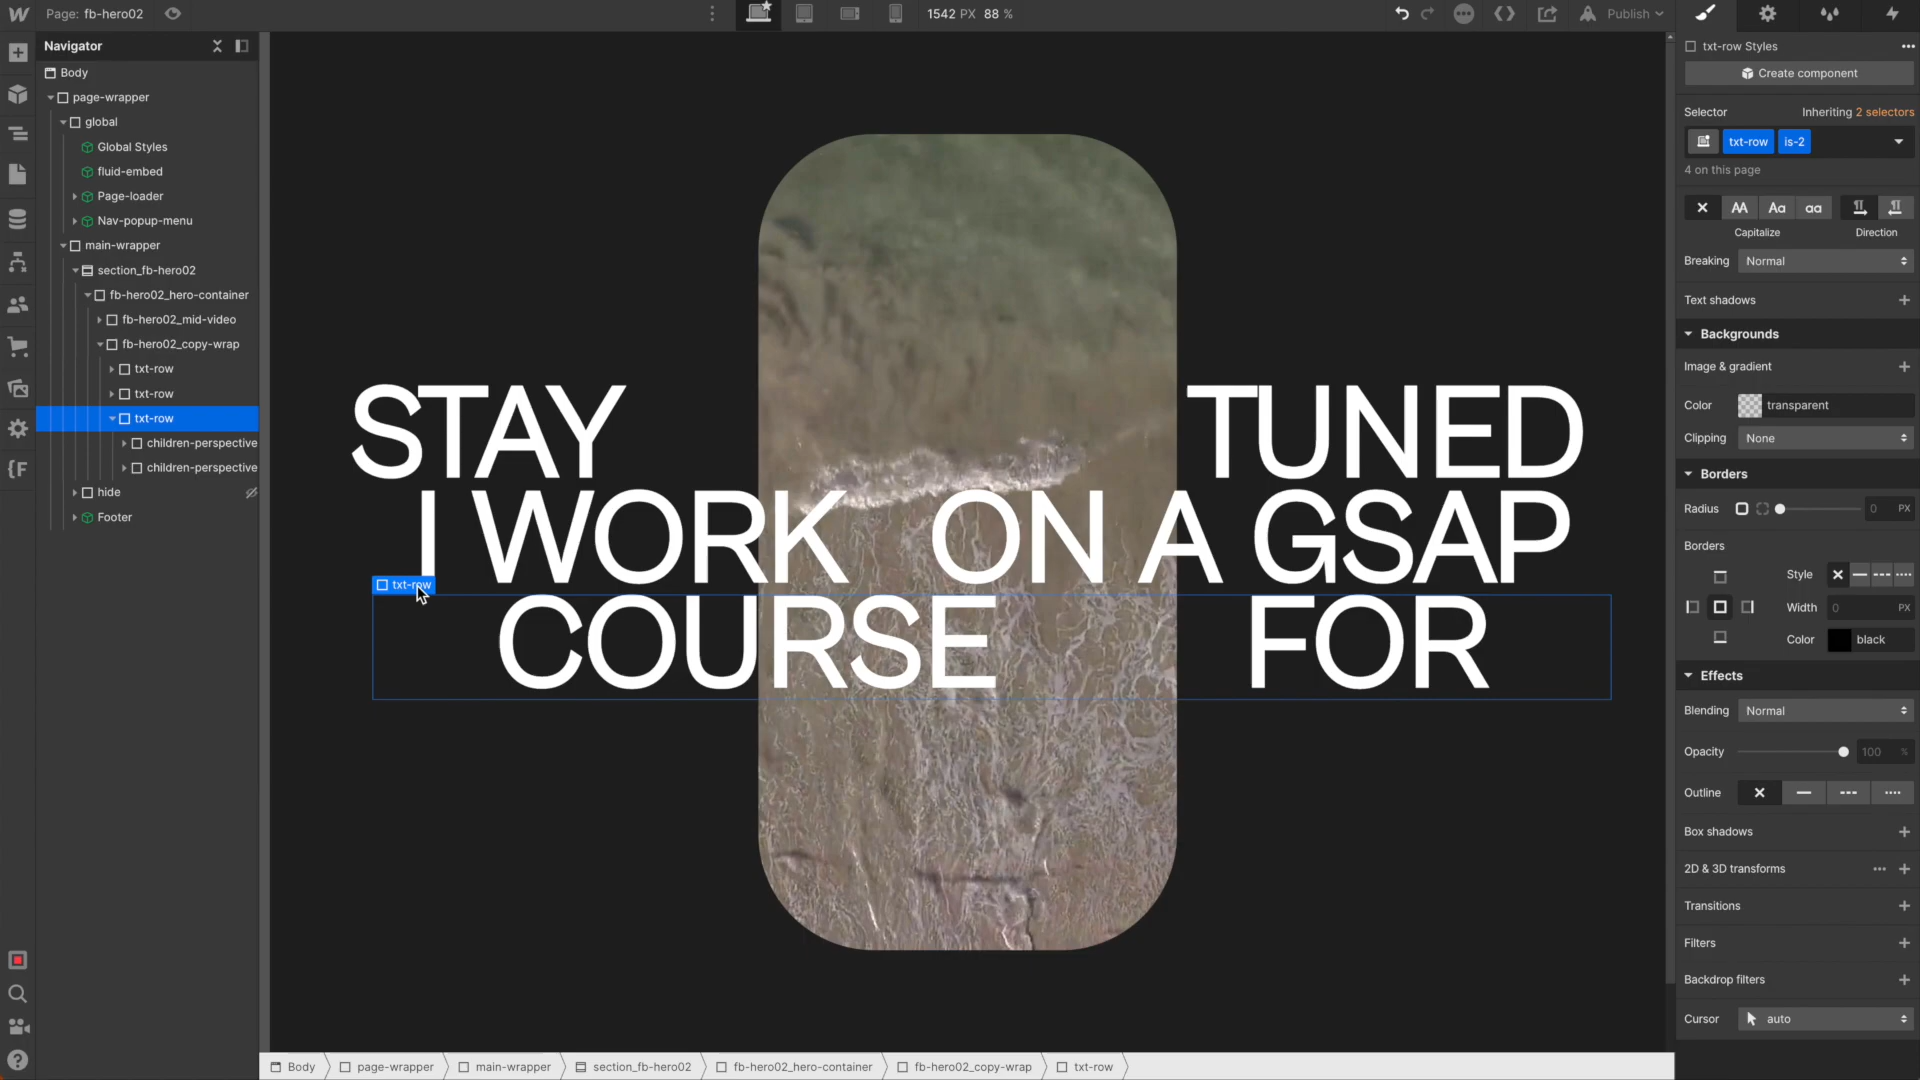 Page: fb-hero02
1542 PX 88 %
Publish
Navigator
Body
page-wrapper
global
Global Styles
fluid-embed
Page-loader
Nav-popup-menu
main-wrapper
section_fb-hero02
fb-hero02_hero-container
fb-hero02_mid-video
fb-hero02_copy-wrap
txt-row
txt-row
txt-row
children-perspective
children-perspective
hide
Footer
STAY TUNED
I WORK ON A GSAP
txt-row
COURSE FOR
txt-row Styles
Create component
Selector Inheriting 2 selectors
txt-row is-2
4 on this page
AA Aa aa
Capitalize Direction
Breaking Normal
Text shadows
Backgrounds
Image & gradient
Color transparent
Clipping None
Borders
Radius 0 PX
Borders
Style
Width 0 PX
Color black
Effects
Blending Normal
Opacity 100 %
Outline
Box shadows
2D & 3D transforms
Transitions
Filters
Backdrop filters
Cursor auto
Body page-wrapper main-wrapper section_fb-hero02 fb-hero02_hero-container fb-hero02_copy-wrap txt-row